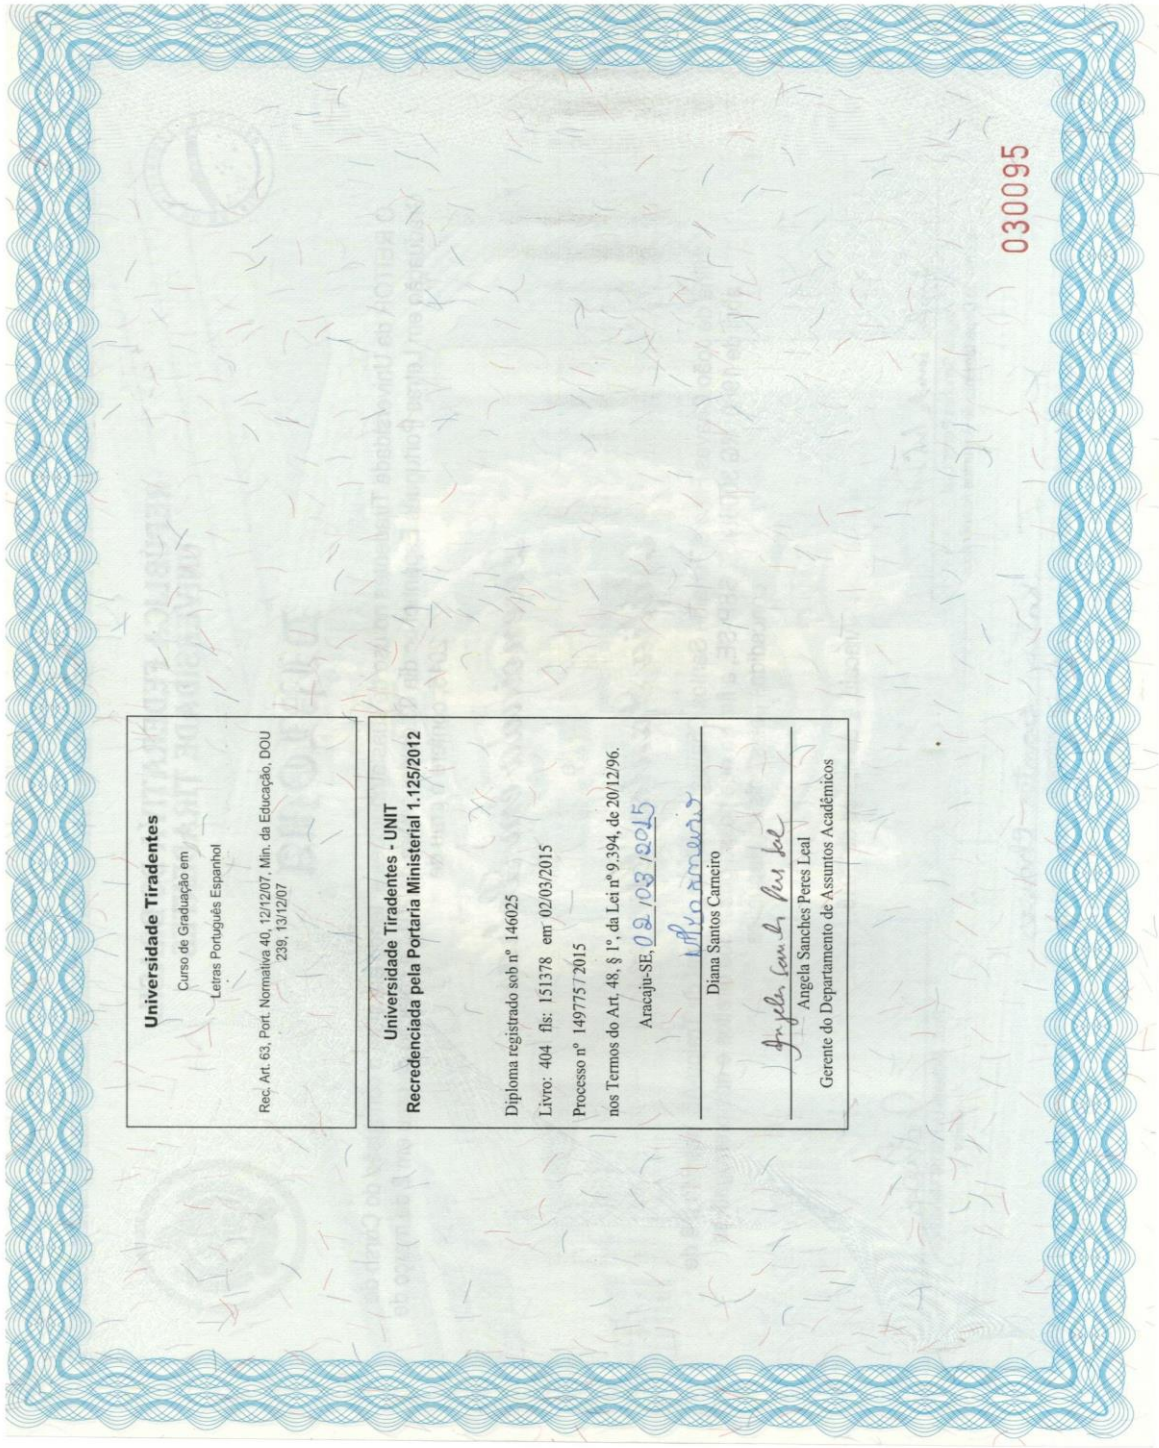 Universidade Tiradentes
Curso de Graduação em
Letras Português Espanhol
Rec. Art. 63, Port. Normativa 40, 12/12/07, Min. da Educação, DOU
239, 13/12/07
Universidade Tiradentes - UNIT
Recredenciada pela Portaria Ministerial 1.125/2012
Diploma registrado sob nº 146025
Livro: 404 fls: 151378 em 02/03/2015
Processo nº 149775 / 2015
nos Termos do Art, 48, § 1º, da Lei nº 9.394, de 20/12/96.
Aracaju-SE, 02/03/2015
Diana Santos Carneiro
Angela Sanches Peres Leal
Angela Sanches Peres Leal
Gerente do Departamento de Assuntos Acadêmicos
030095